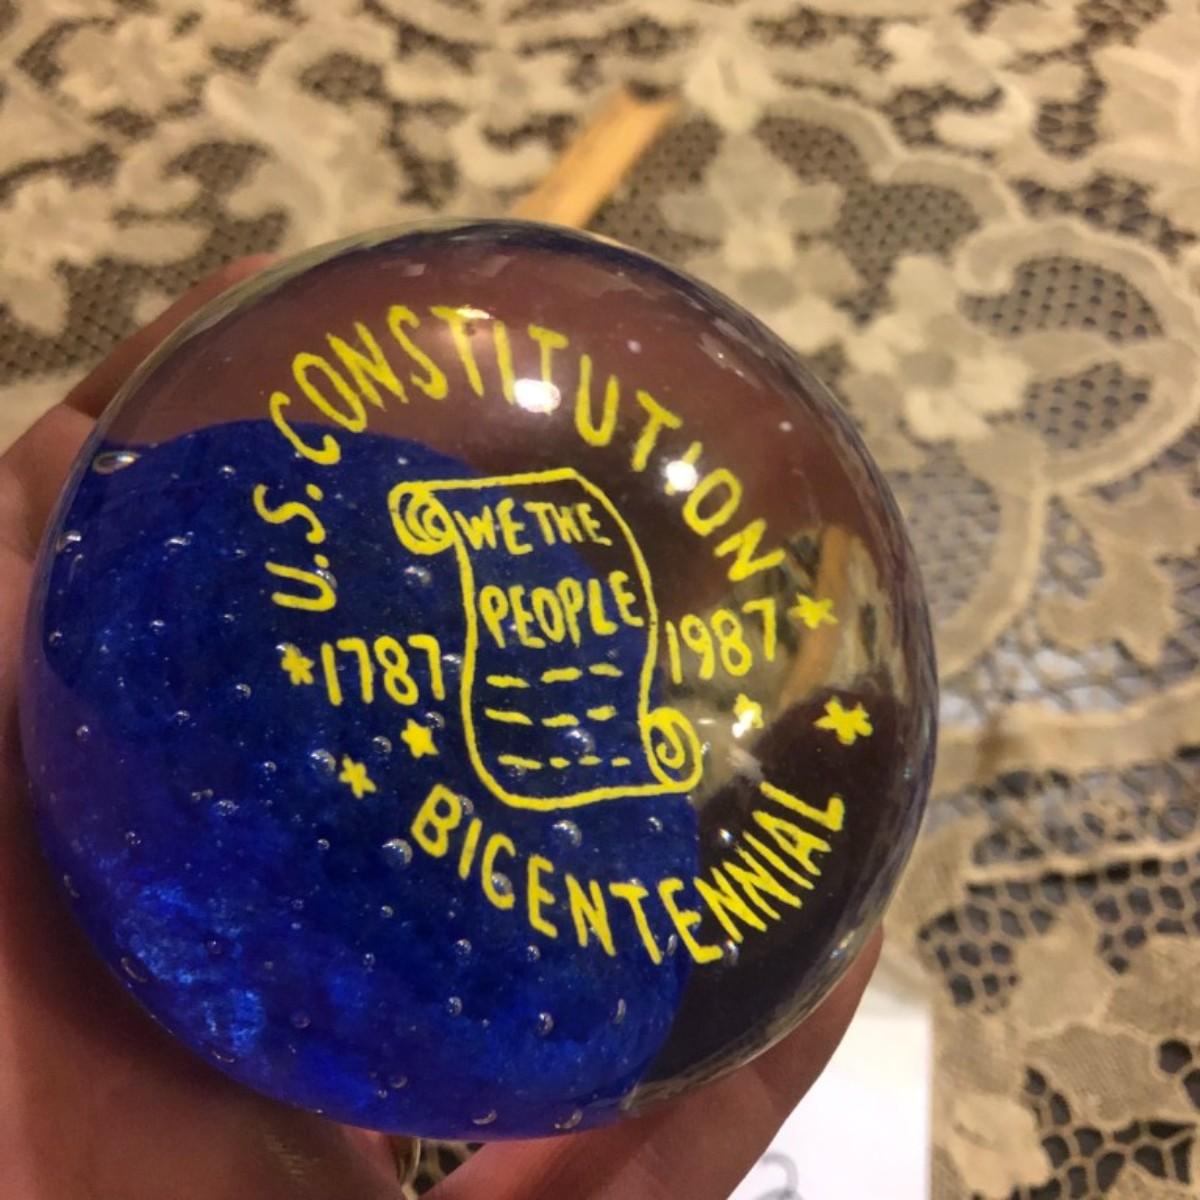 U.S. CONSTITUTION
WE THE
PEOPLE
1787
1987
BICENTENNIAL